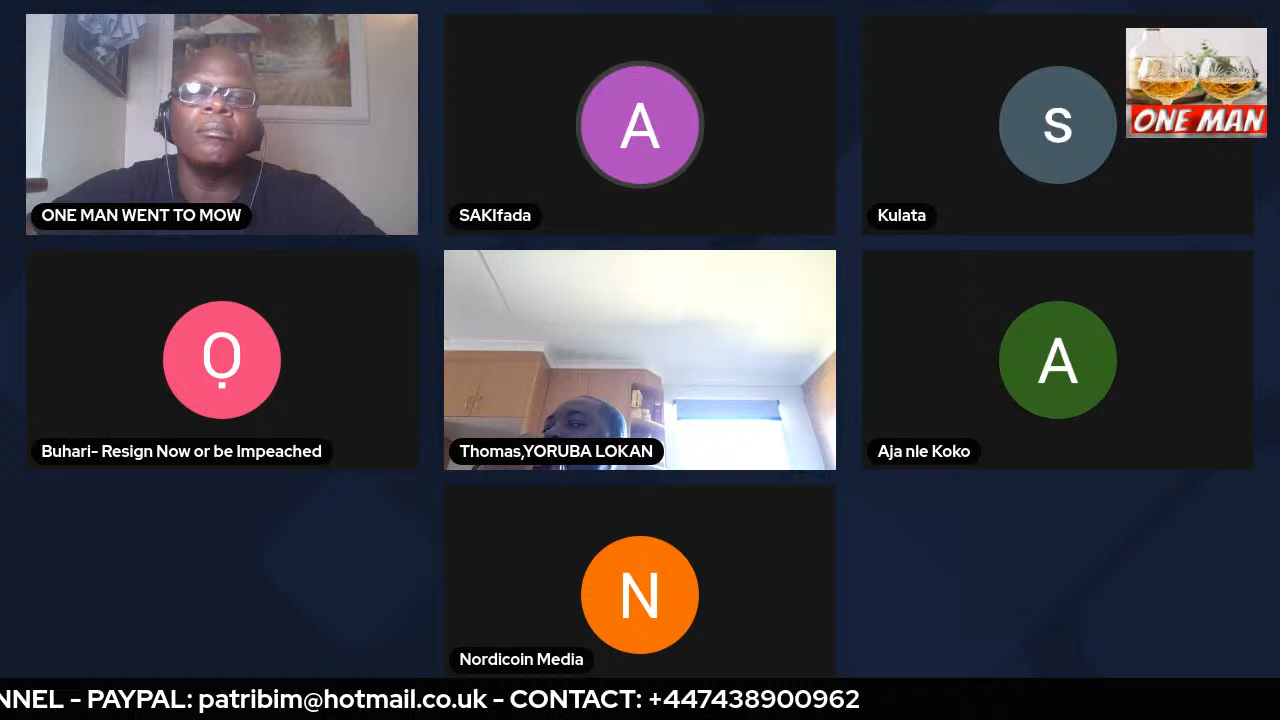 ONE MAN WENT TO MOW
A
SAKIfada
S
Kulata
ONE MAN
Ọ
Buhari- Resign Now or be Impeached
Thomas,YORUBA LOKAN
A
Aja nle Koko
N
Nordicoin Media
NNEL - PAYPAL: patribim@hotmail.co.uk - CONTACT: +447438900962